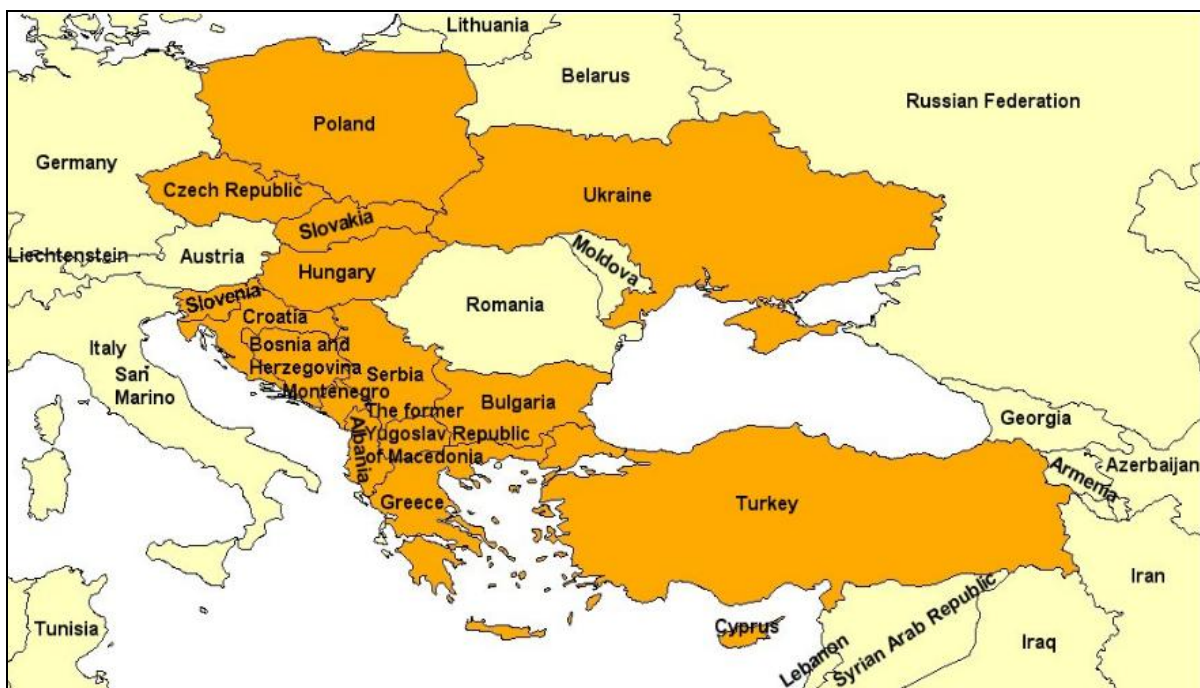 Lithuania
Belarus
Russian Federation
Poland
Germany
Czech Republic
Ukraine
Slovakia
Liechtenstein
Austria
Moldova
Hungary
Slovenia
Romania
Croatia
Italy
Bosnia and
Herzegovina
San
Marino
Serbia
Montenegro
Bulgaria
The former
Yugoslav Republic
of Macedonia
Albania
Georgia
Azerbaijan
Armenia
Greece
Turkey
Iran
Tunisia
Cyprus
Lebanon
Syrian Arab Republic
Iraq